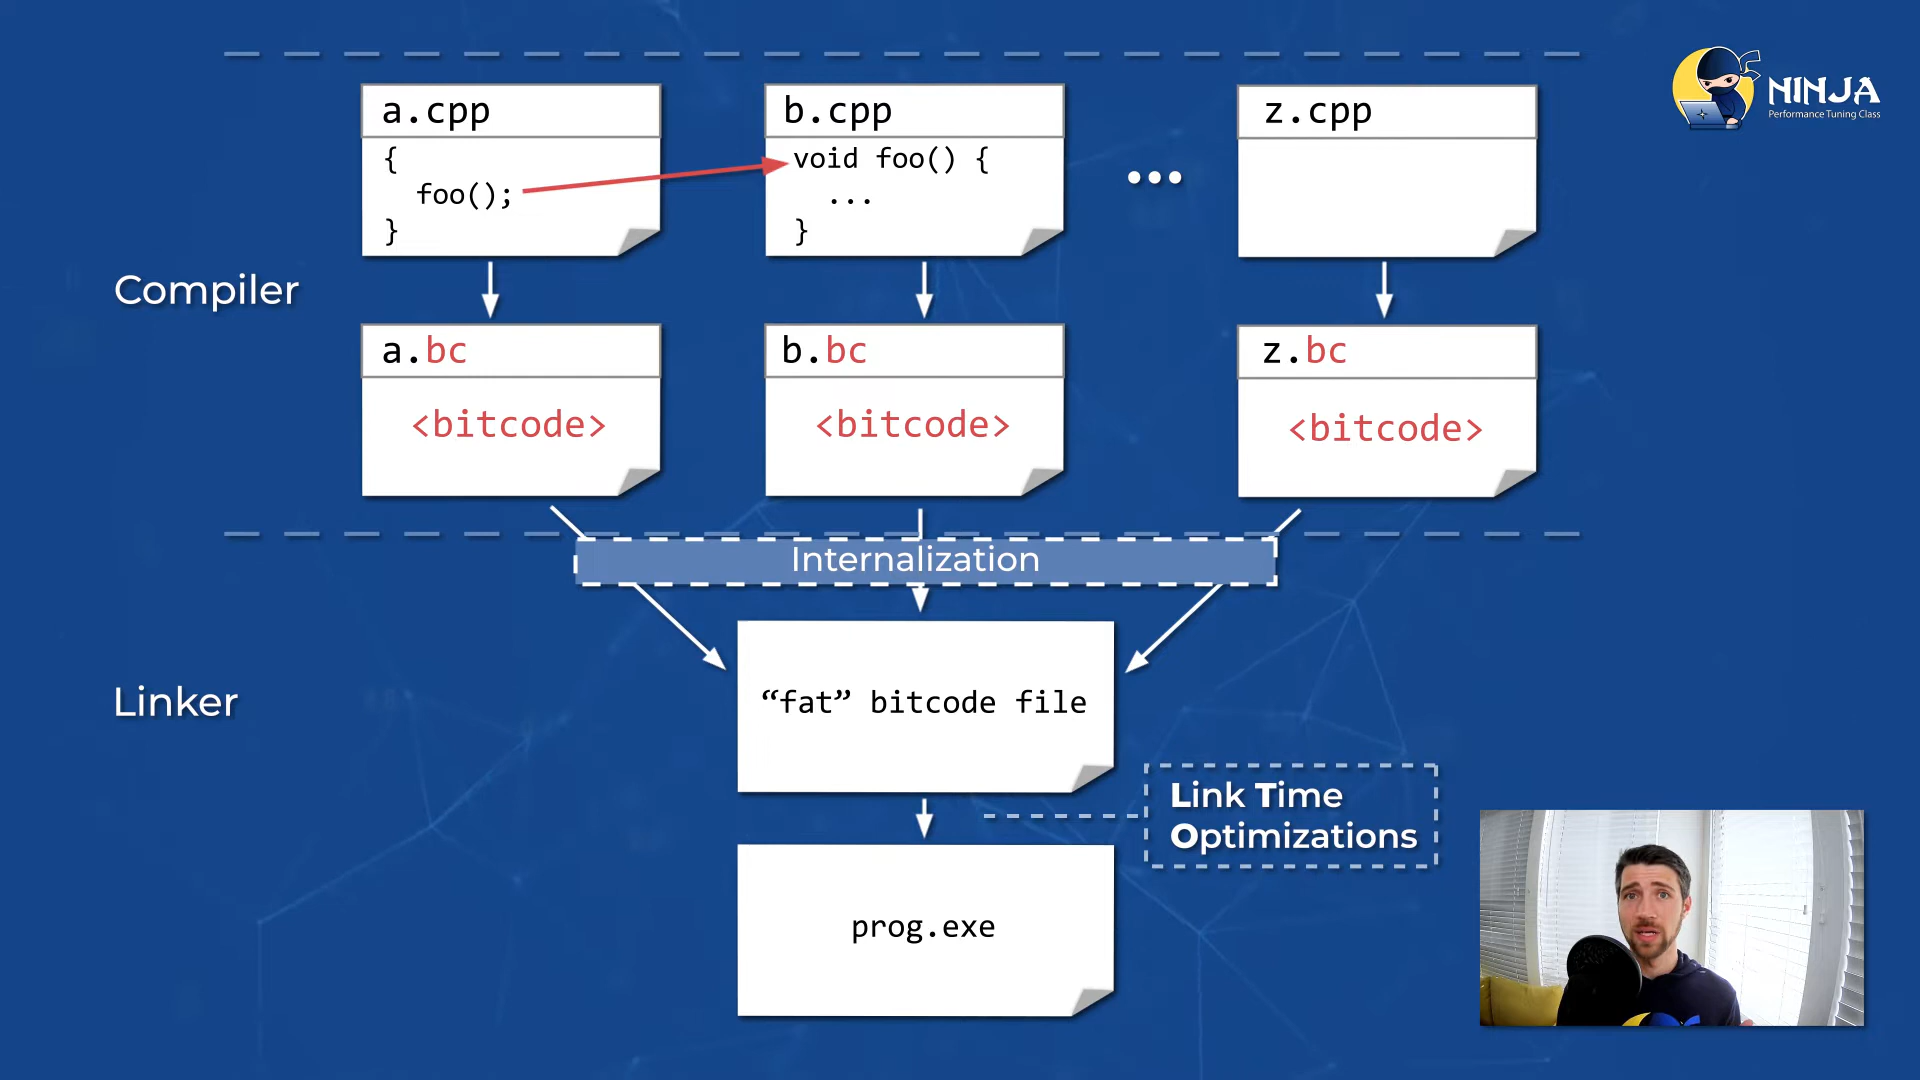 NINJA
Performance Tuning Class
a.cpp
{
foo();
}
b.cpp
void foo() {
...
}
...
z.cpp
Compiler
a.bc
<bitcode>
b.bc
<bitcode>
z.bc
<bitcode>
Internalization
Linker
“fat” bitcode file
Link Time
Optimizations
prog.exe